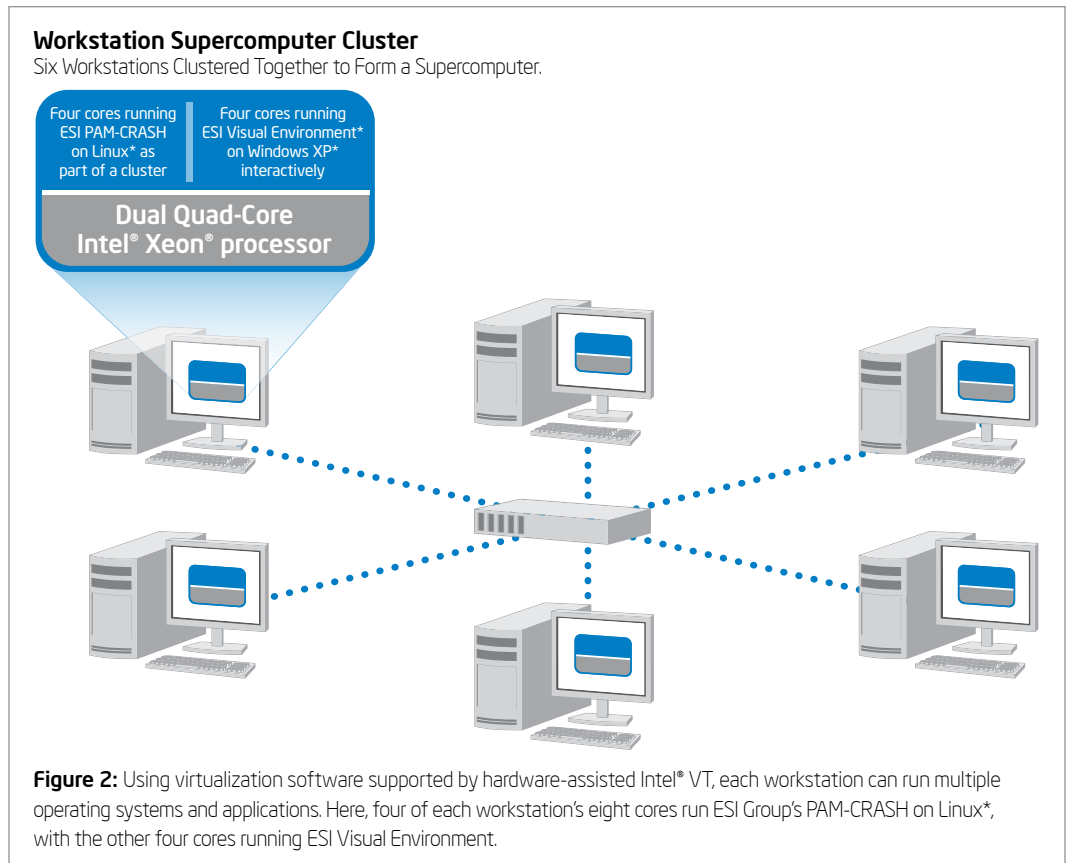 Workstation Supercomputer Cluster
Six Workstations Clustered Together to Form a Supercomputer.
Four cores running
ESI PAM-CRASH
on Linux* as
part of a cluster
Four cores running
ESI Visual Environment*
on Windows XP*
interactively
Dual Quad-Core
Intel® Xeon® processor
Figure 2: Using virtualization software supported by hardware-assisted Intel® VT, each workstation can run multiple
operating systems and applications. Here, four of each workstation's eight cores run ESI Group's PAM-CRASH on Linux*,
with the other four cores running ESI Visual Environment.